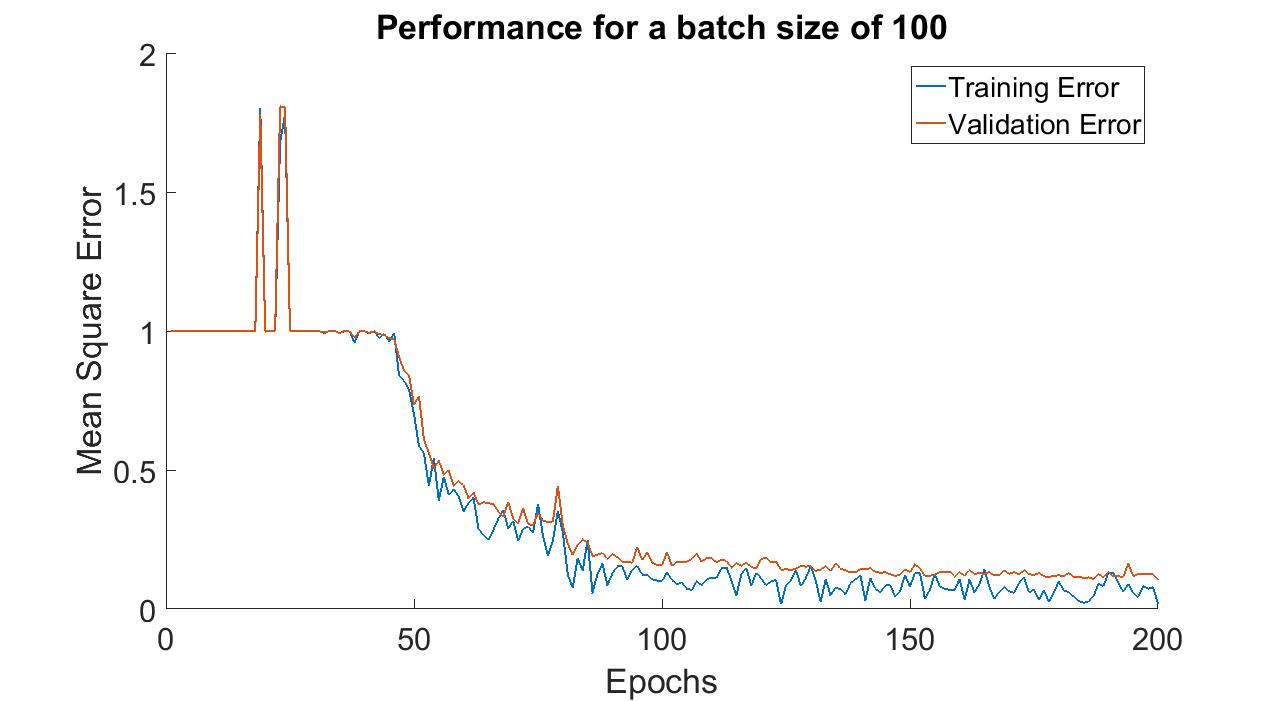 Performance for a batch size of 100
Training Error
Validation Error
Mean Square Error
2
1.5
1
0.5
0
0 50 100 150 200
Epochs